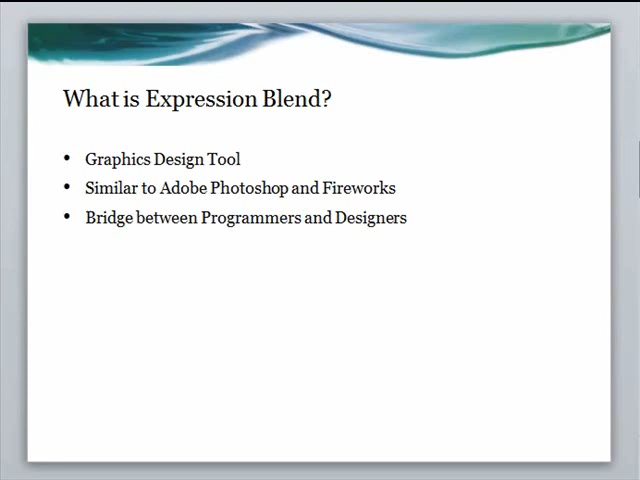 What is Expression Blend?
• Graphics Design Tool
• Similar to Adobe Photoshop and Fireworks
• Bridge between Programmers and Designers